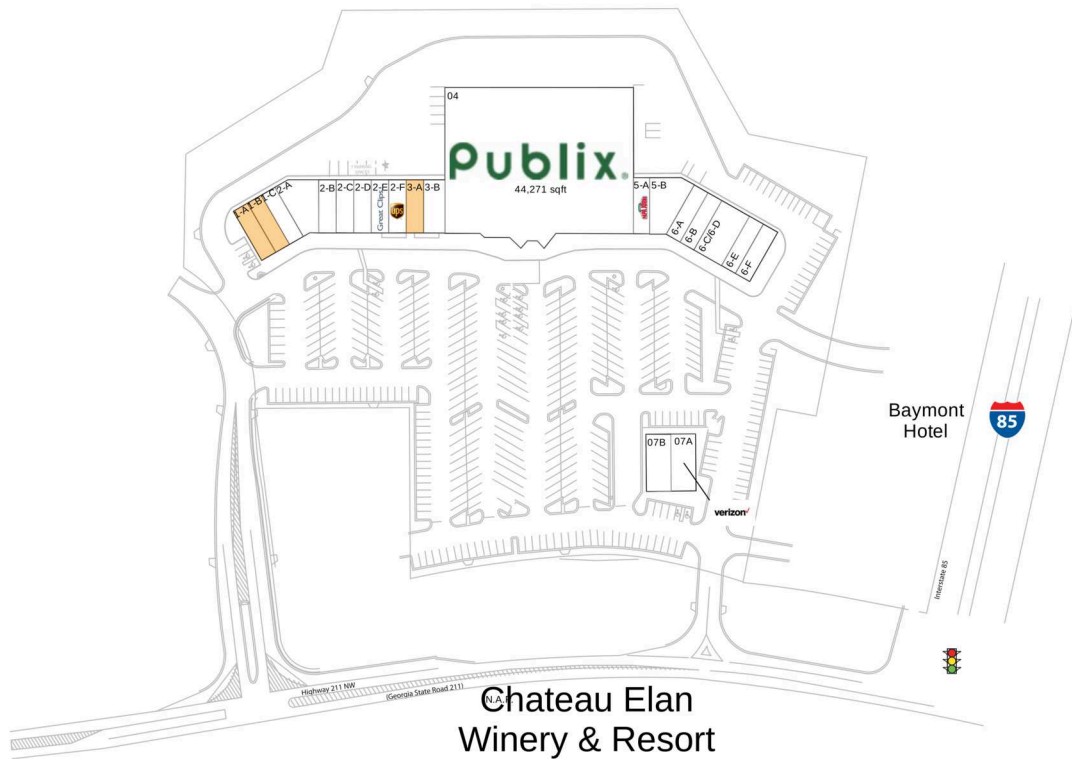 04
Publix.
44,271 sqft
1-A
1-B
1-C
2-A
2-B
2-C
2-D
2-E
2-F
3-A
3-B
5-A
5-B
Great Clips
ups
6-A
6-B
6-C/6-D
6-E
6-F
Baymont
Hotel
85
07B
07A
verizon
Interstate 85
Highway 211 NW
(Georgia State Road 211)
N.A.P.
Chateau Elan
Winery & Resort